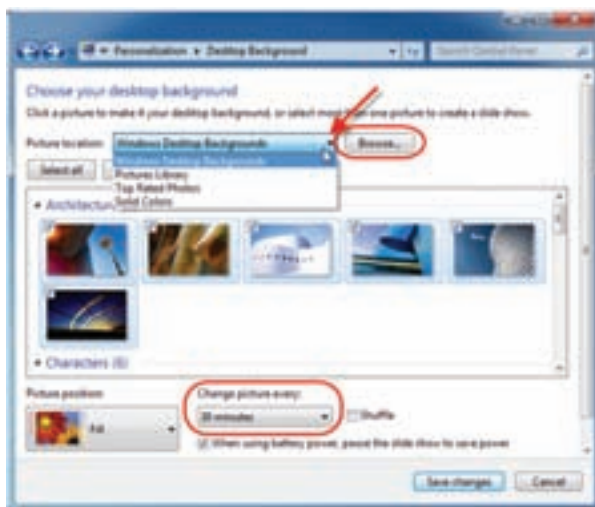 Personalization ▸ Desktop Background
Search Control Panel
Choose your desktop background
Click a picture to make it your desktop background, or select more than one picture to create a slide show.
Picture location: Windows Desktop Backgrounds Browse...
Windows Desktop Backgrounds
Select all Pictures Library
Top Rated Photos
Architecture Solid Colors
Characters (6)
Picture position: Change picture every:
Fill 30 minutes Shuffle
When using battery power, pause the slide show to save power
Save changes Cancel